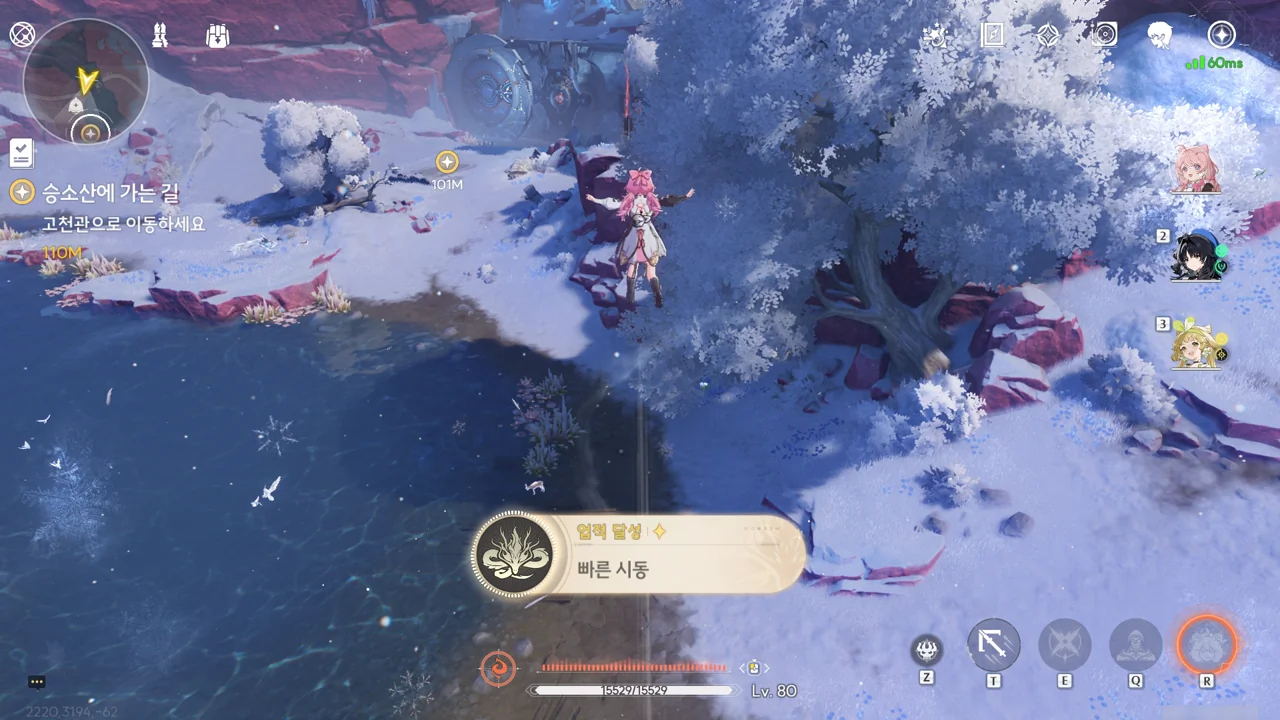 60ms
승소산에 가는 길
고천관으로 이동하세요
110M
101M
2
3
업적 달성
빠른 시동
15529/15529
Lv. 80
Z
T
E
Q
R
2220,3194,-62